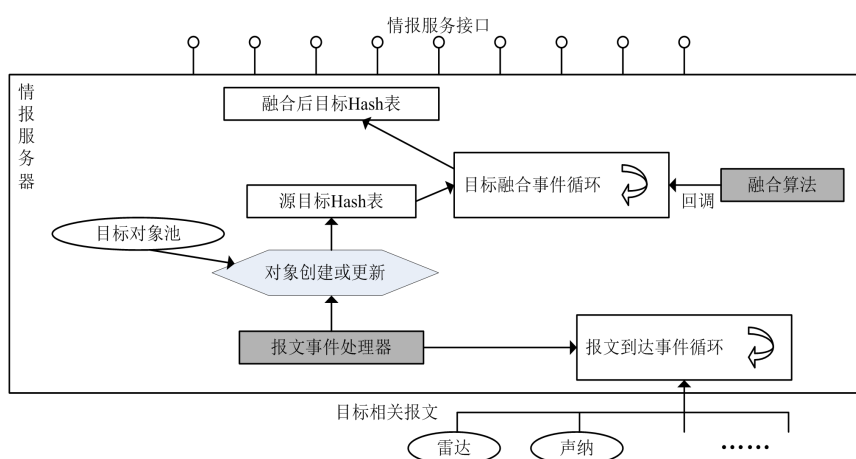 情报服务接口
情报服务器
融合后目标Hash表
目标融合事件循环
融合算法
回调
源目标Hash表
目标对象池
对象创建或更新
报文事件处理器
报文到达事件循环
目标相关报文
雷达
声纳
……